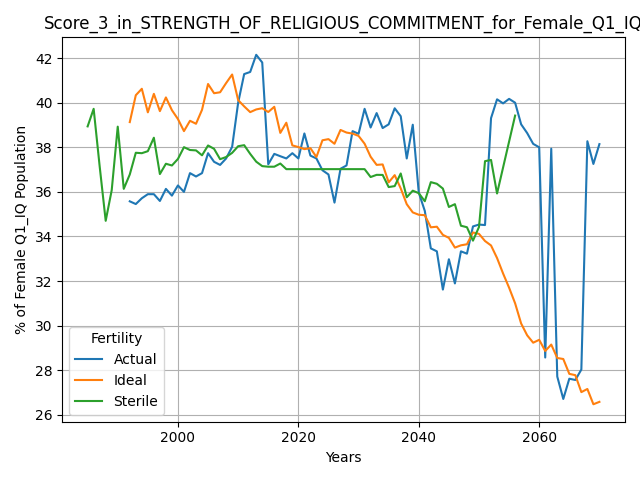 Score_3_in_STRENGTH_OF_RELIGIOUS_COMMITMENT_for_Female_Q1_IQ
42
40
38
36
34
32
30
28
26
% of Female Q1_IQ Population
Fertility
Actual
Ideal
Sterile
2000
2020
2040
2060
Years